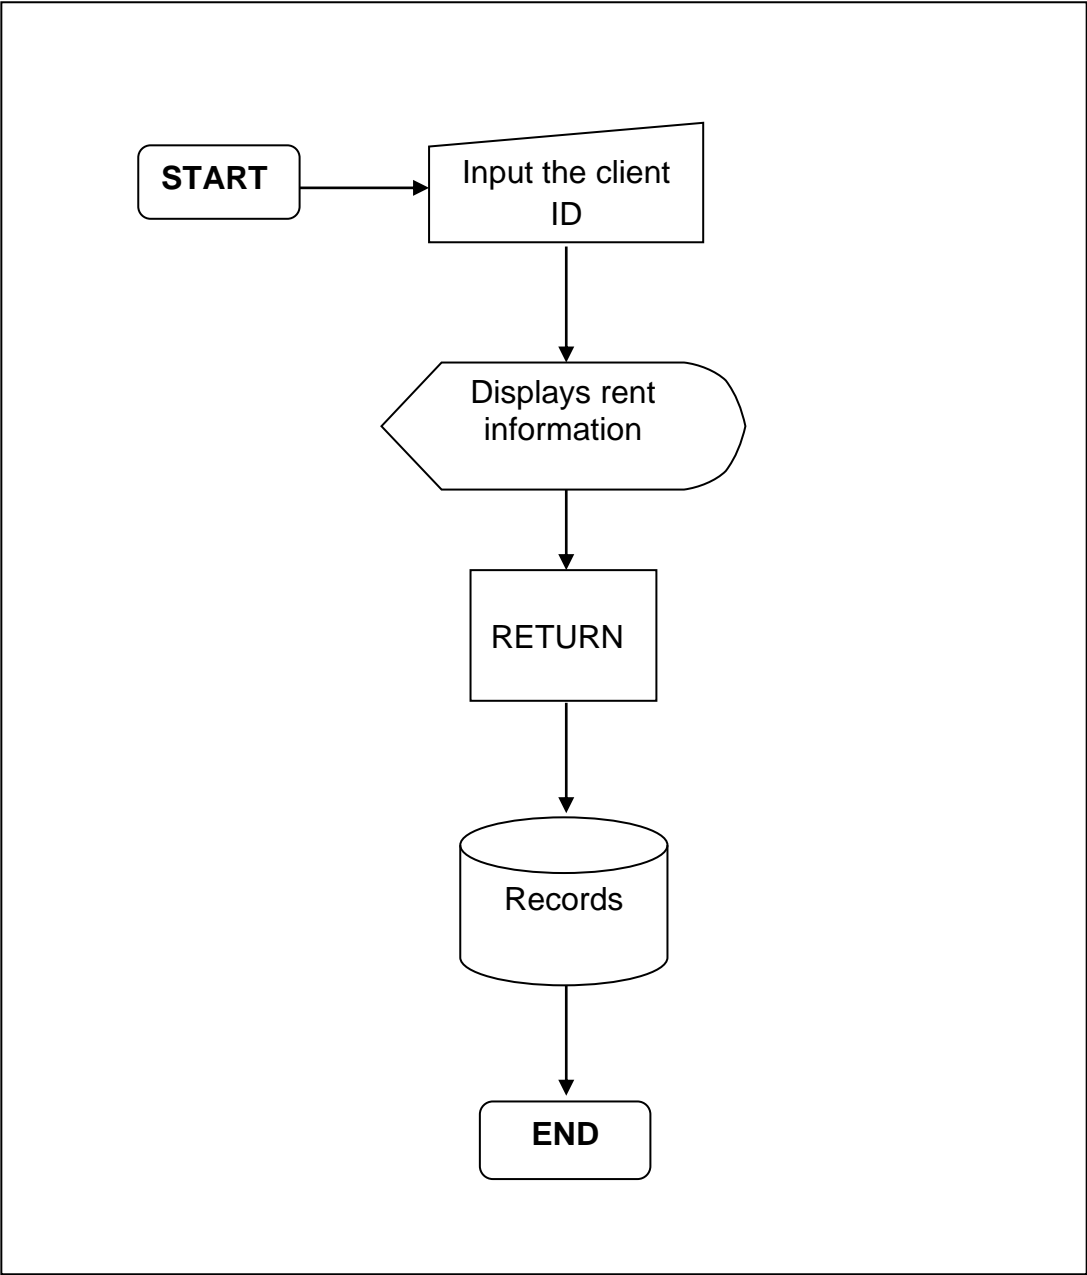 START
Input the client
ID
Displays rent
information
RETURN
Records
END